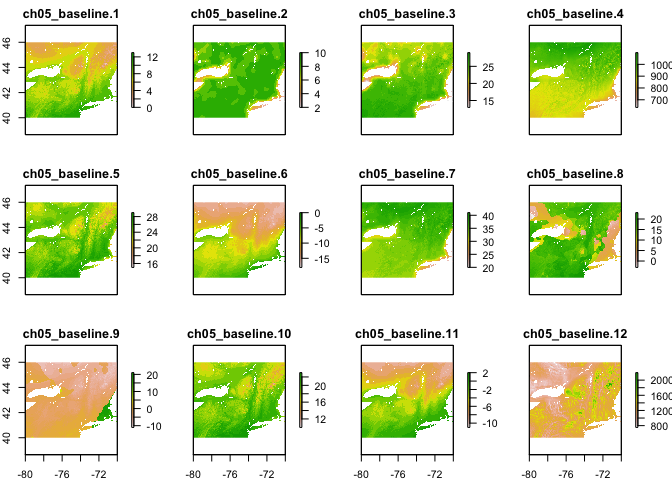 ch05_baseline.1 ch05_baseline.2 ch05_baseline.3 ch05_baseline.4
46 44 42 40
12 8 4 0
10 8 6 4 2
25 20 15
1000 900 800 700
ch05_baseline.5 ch05_baseline.6 ch05_baseline.7 ch05_baseline.8
46 44 42 40
28 26 24 22 20 18 16
0 -5 -10 -15
40 35 30 25 20
20 15 10 5 0
ch05_baseline.9 ch05_baseline.10 ch05_baseline.11 ch05_baseline.12
46 44 42 40
20 10 0 -10
20 16 12
2 -2 -6 -10
2000 1600 1200 800
-80 -76 -72 -80 -76 -72 -80 -76 -72 -80 -76 -72